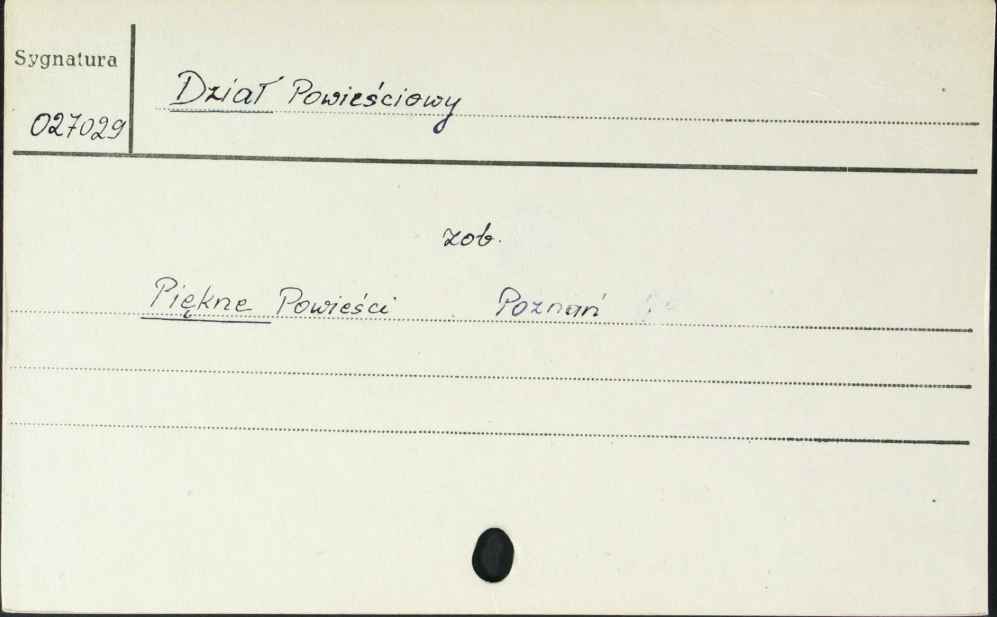 Sygnatura
027029
Dział Powieściowy
zob.
Piękne Powieści Poznań